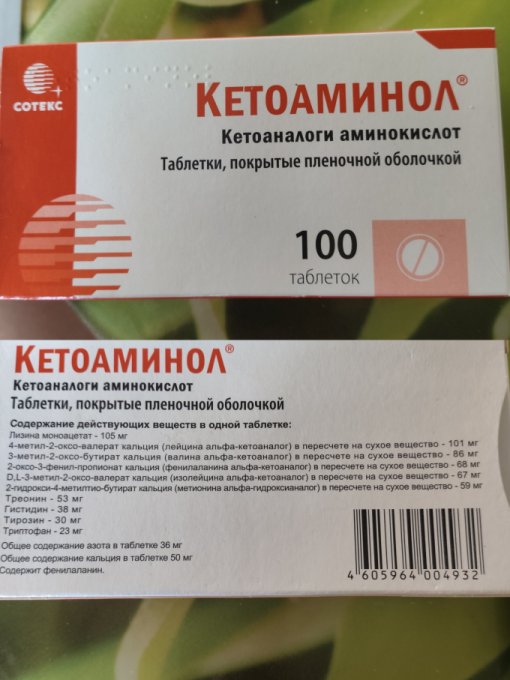 СОТЕКС
КЕТОАМИНОЛ®
Кетоаналоги аминокислот
Таблетки, покрытые пленочной оболочкой
100
таблеток
КЕТОАМИНОЛ®
Кетоаналоги аминокислот
Таблетки, покрытые пленочной оболочкой
Содержание действующих веществ в одной таблетке:
Лизина моноацетат - 105 мг
4-метил-2-оксо-валерат кальция (лейцина альфа-кетоаналог) в пересчете на сухое вещество - 101 мг
3-метил-2-оксо-бутират кальция (валина альфа-кетоаналог) в пересчете на сухое вещество - 86 мг
2-оксо-3-фенил-пропионат кальция (фенилаланина альфа-кетоаналог) в пересчете на сухое вещество - 68 мг
D,L-3-метил-2-оксо-валерат кальция (изолейцина альфа-кетоаналог) в пересчете на сухое вещество - 67 мг
2-гидрокси-4-метилтио-бутират кальция (метионина альфа-гидроксианалог) в пересчете на сухое вещество - 59 мг
Треонин - 53 мг
Гистидин - 38 мг
Тирозин - 30 мг
Триптофан - 23 мг
Общее содержание азота в таблетке 36 мг
Общее содержание кальция в таблетке 50 мг
Содержит фенилаланин.
4 605964 004932